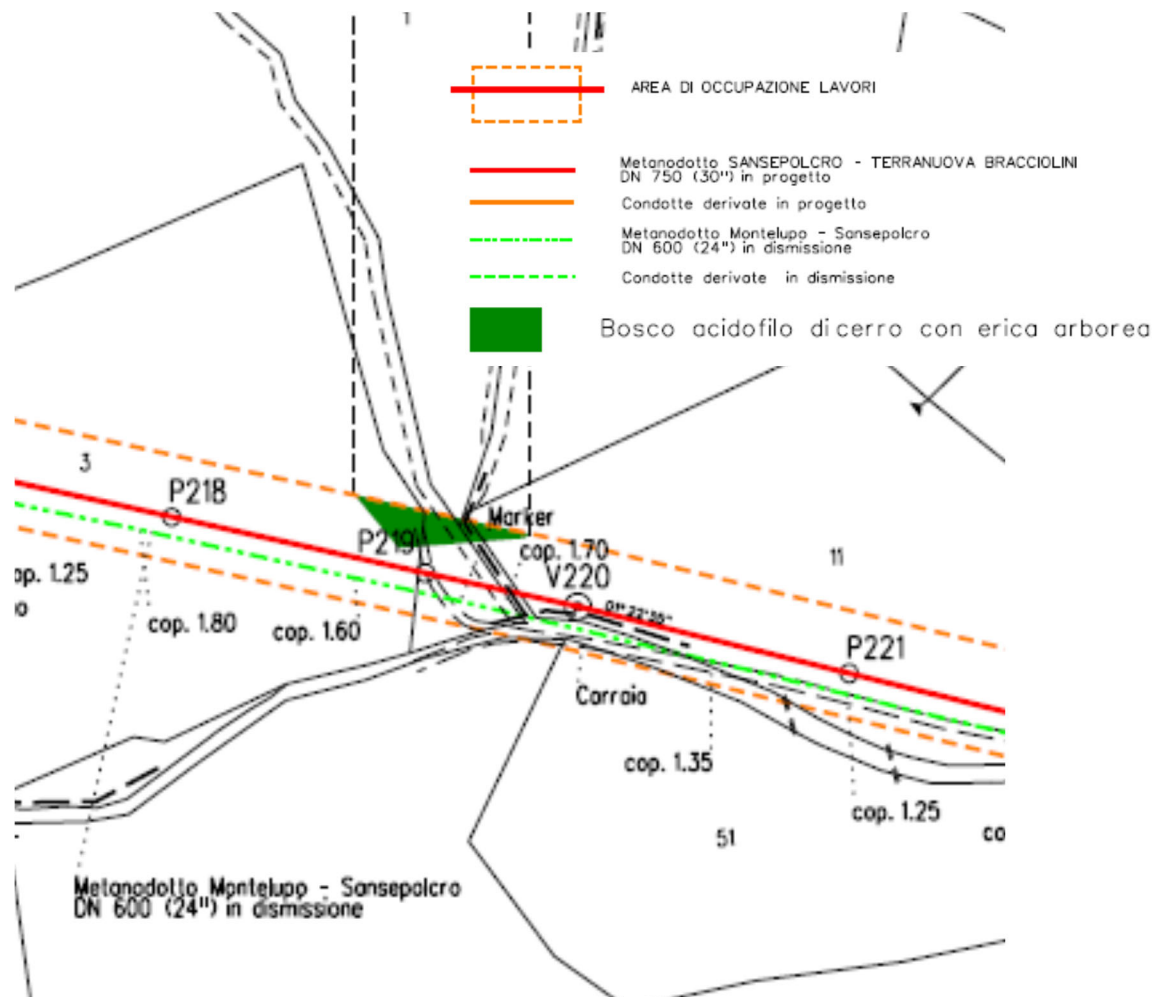 1
AREA DI OCCUPAZIONE LAVORI
Metanodotto SANSEPOLCRO - TERRANUOVA BRACCIOLINI
DN 750 (30") in progetto
Condotte derivate in progetto
Metanodotto Montelupo - Sansepolcro
DN 600 (24") in dismissione
Condotte derivate in dismissione
Bosco acidofilo di cerro con erica arborea
3
P218
Marker
P219
cop. 1.70
11
op. 1.25
V220
o
cop. 1.80
cop. 1.60
P221
Carraia
cop. 1.35
cop. 1.25
51
co
Metanodotto Montelupo - Sansepolcro
DN 600 (24") in dismissione